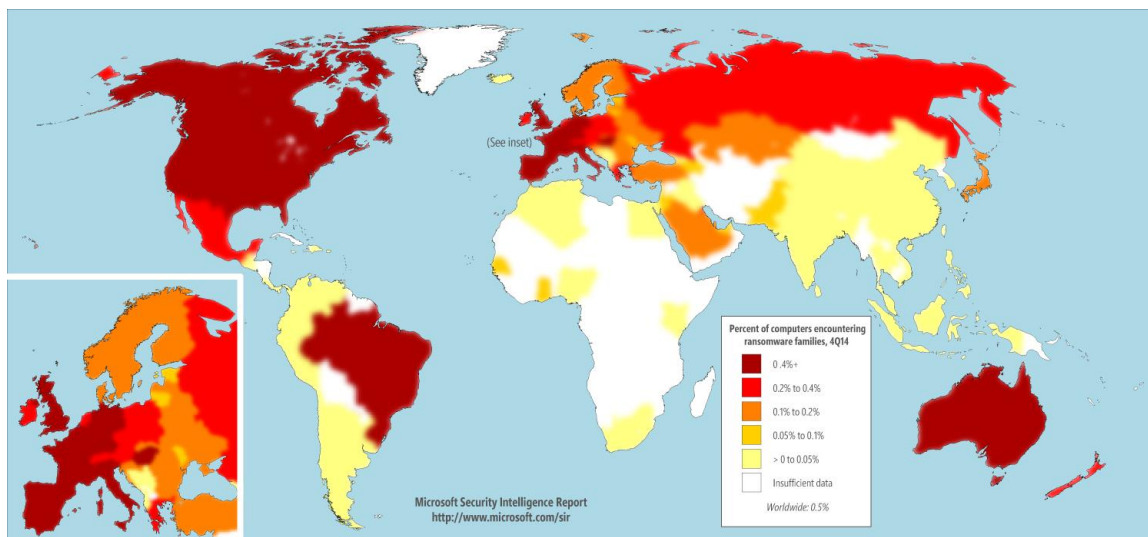 (See inset)
Percent of computers encountering
ransomware families, 4Q14
0 .4%+
0.2% to 0.4%
0.1% to 0.2%
0.05% to 0.1%
> 0 to 0.05%
Insufficient data
Worldwide: 0.5%
Microsoft Security Intelligence Report
http://www.microsoft.com/sir